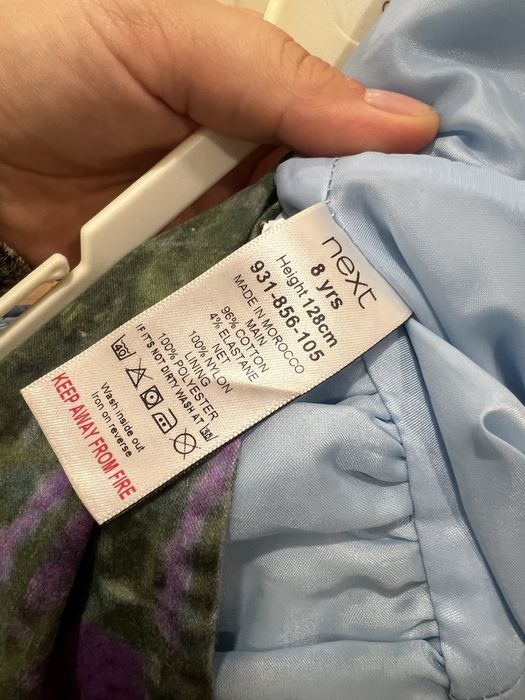 next
8 yrs
Height 128cm
931-856-105
MADE IN MOROCCO
MAIN
96% COTTON
4% ELASTANE
NET
100% NYLON
LINING
100% POLYESTER
IF IT'S NOT DIRTY WASH AT 30
40
Wash inside out
Iron on reverse
KEEP AWAY FROM FIRE